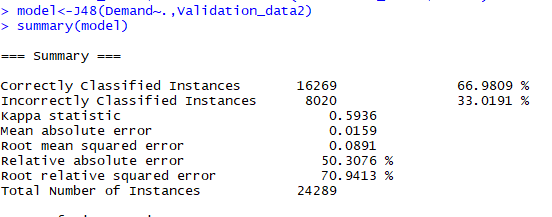 > model<-J48(Demand~.,Validation_data2)
> summary(model)
=== Summary ===
Correctly Classified Instances 16269 66.9809 %
Incorrectly Classified Instances 8020 33.0191 %
Kappa statistic 0.5936
Mean absolute error 0.0159
Root mean squared error 0.0891
Relative absolute error 50.3076 %
Root relative squared error 70.9413 %
Total Number of Instances 24289